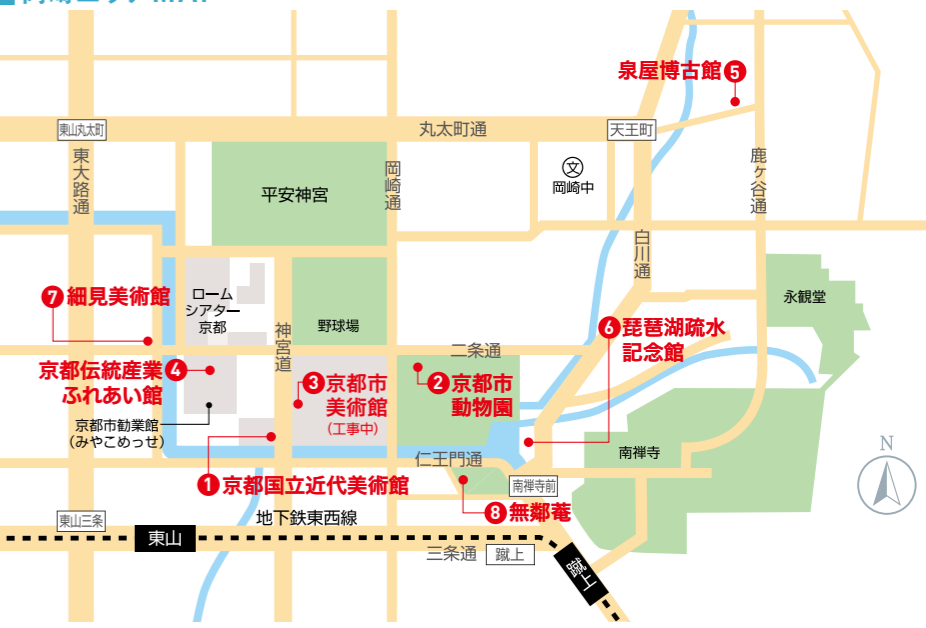 泉屋博古館❺
東山丸太町
丸太町通
天王町
東大路通
平安神宮
岡崎通
文
岡崎中
鹿ヶ谷通
白川通
❼細見美術館
ローム
シアター
京都
神宮道
野球場
永観堂
❻琵琶湖疏水
記念館
二条通
京都伝統産業❹
ふれあい館
❸京都市
美術館
(工事中)
❷京都市
動物園
京都市勧業館
(みやこめっせ)
仁王門通
南禅寺
N
❶京都国立近代美術館
南禅寺前
❽無鄰菴
東山三条
地下鉄東西線
東山
三条通
蹴上
蹴上